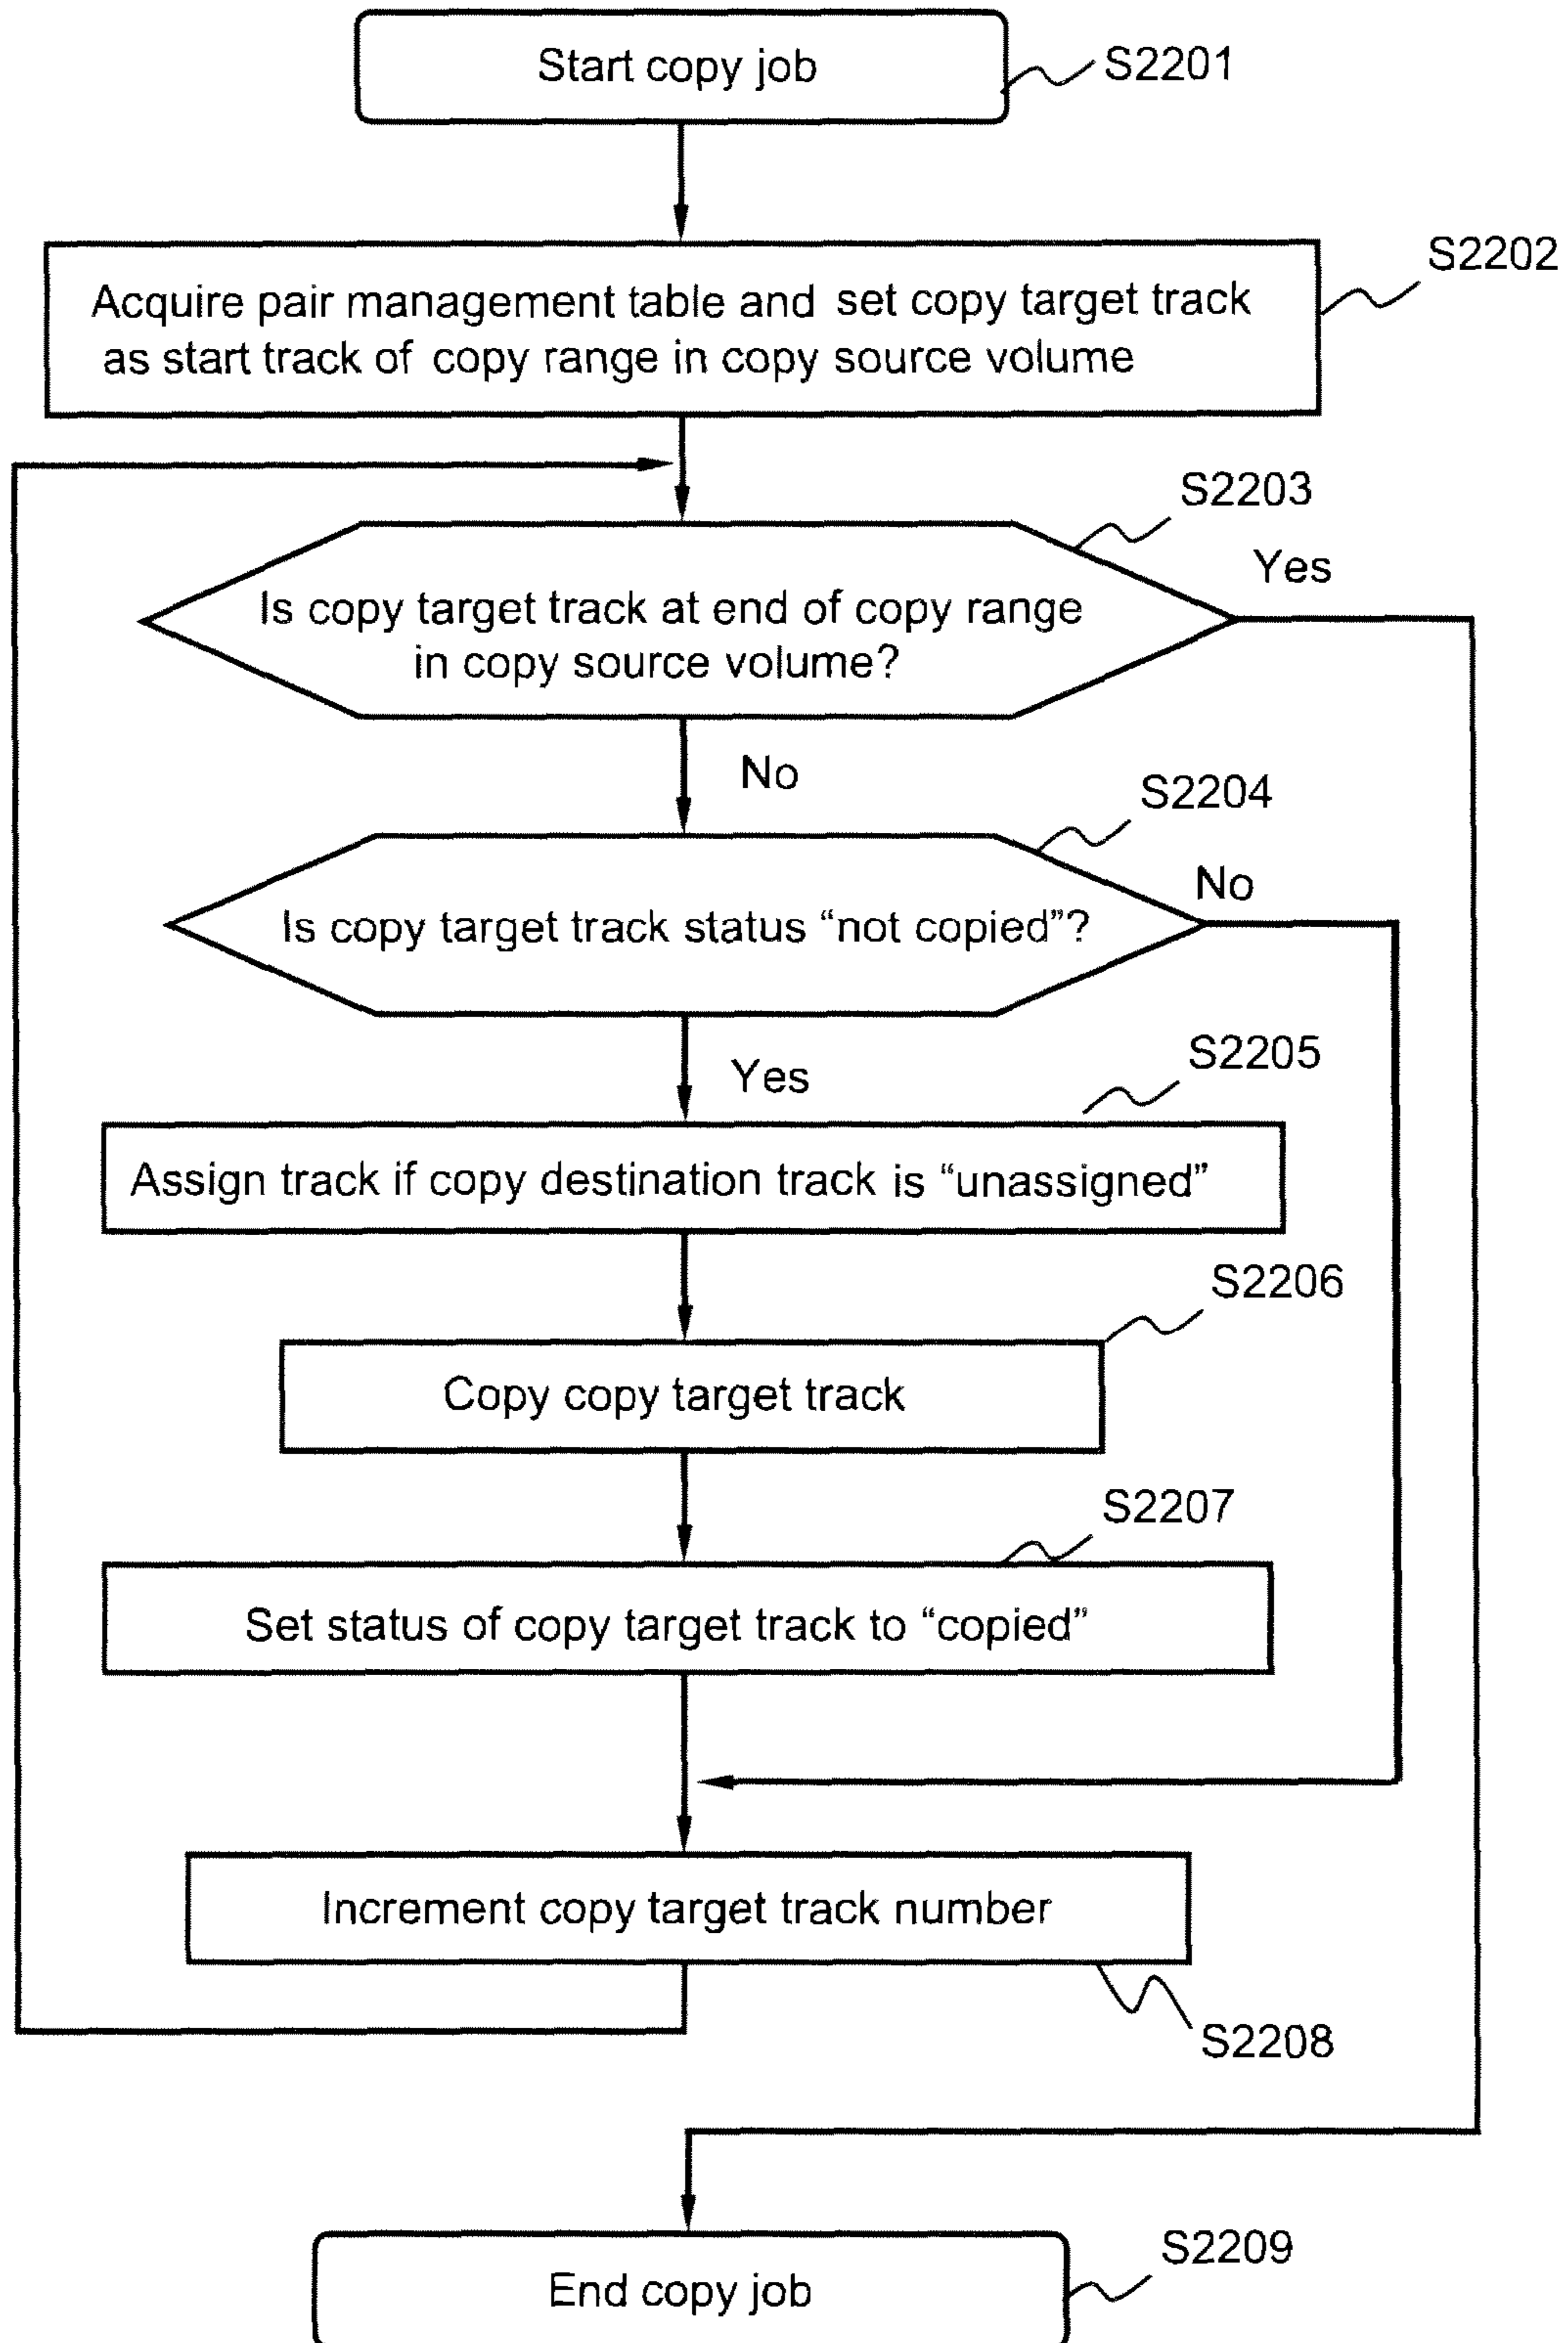 Start copy job
S2201
S2202
Acquire pair management table and set copy target track
as start track of copy range in copy source volume
S2203
Yes
Is copy target track at end of copy range
in copy source volume?
No
S2204
No
Is copy target track status “not copied”?
Yes
S2205
Assign track if copy destination track is “unassigned”
S2206
Copy copy target track
S2207
Set status of copy target track to “copied”
Increment copy target track number
S2208
S2209
End copy job